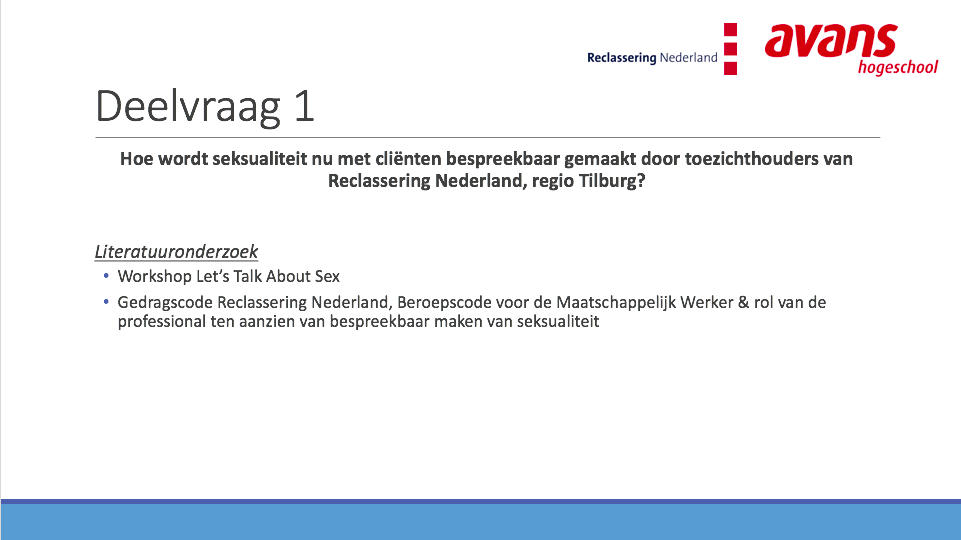 Reclassering Nederland
avans
hogeschool
Deelvraag 1
Hoe wordt seksualiteit nu met cliënten bespreekbaar gemaakt door toezichthouders van
Reclassering Nederland, regio Tilburg?
Literatuuronderzoek
• Workshop Let's Talk About Sex
• Gedragscode Reclassering Nederland, Beroepscode voor de Maatschappelijk Werker & rol van de
professional ten aanzien van bespreekbaar maken van seksualiteit